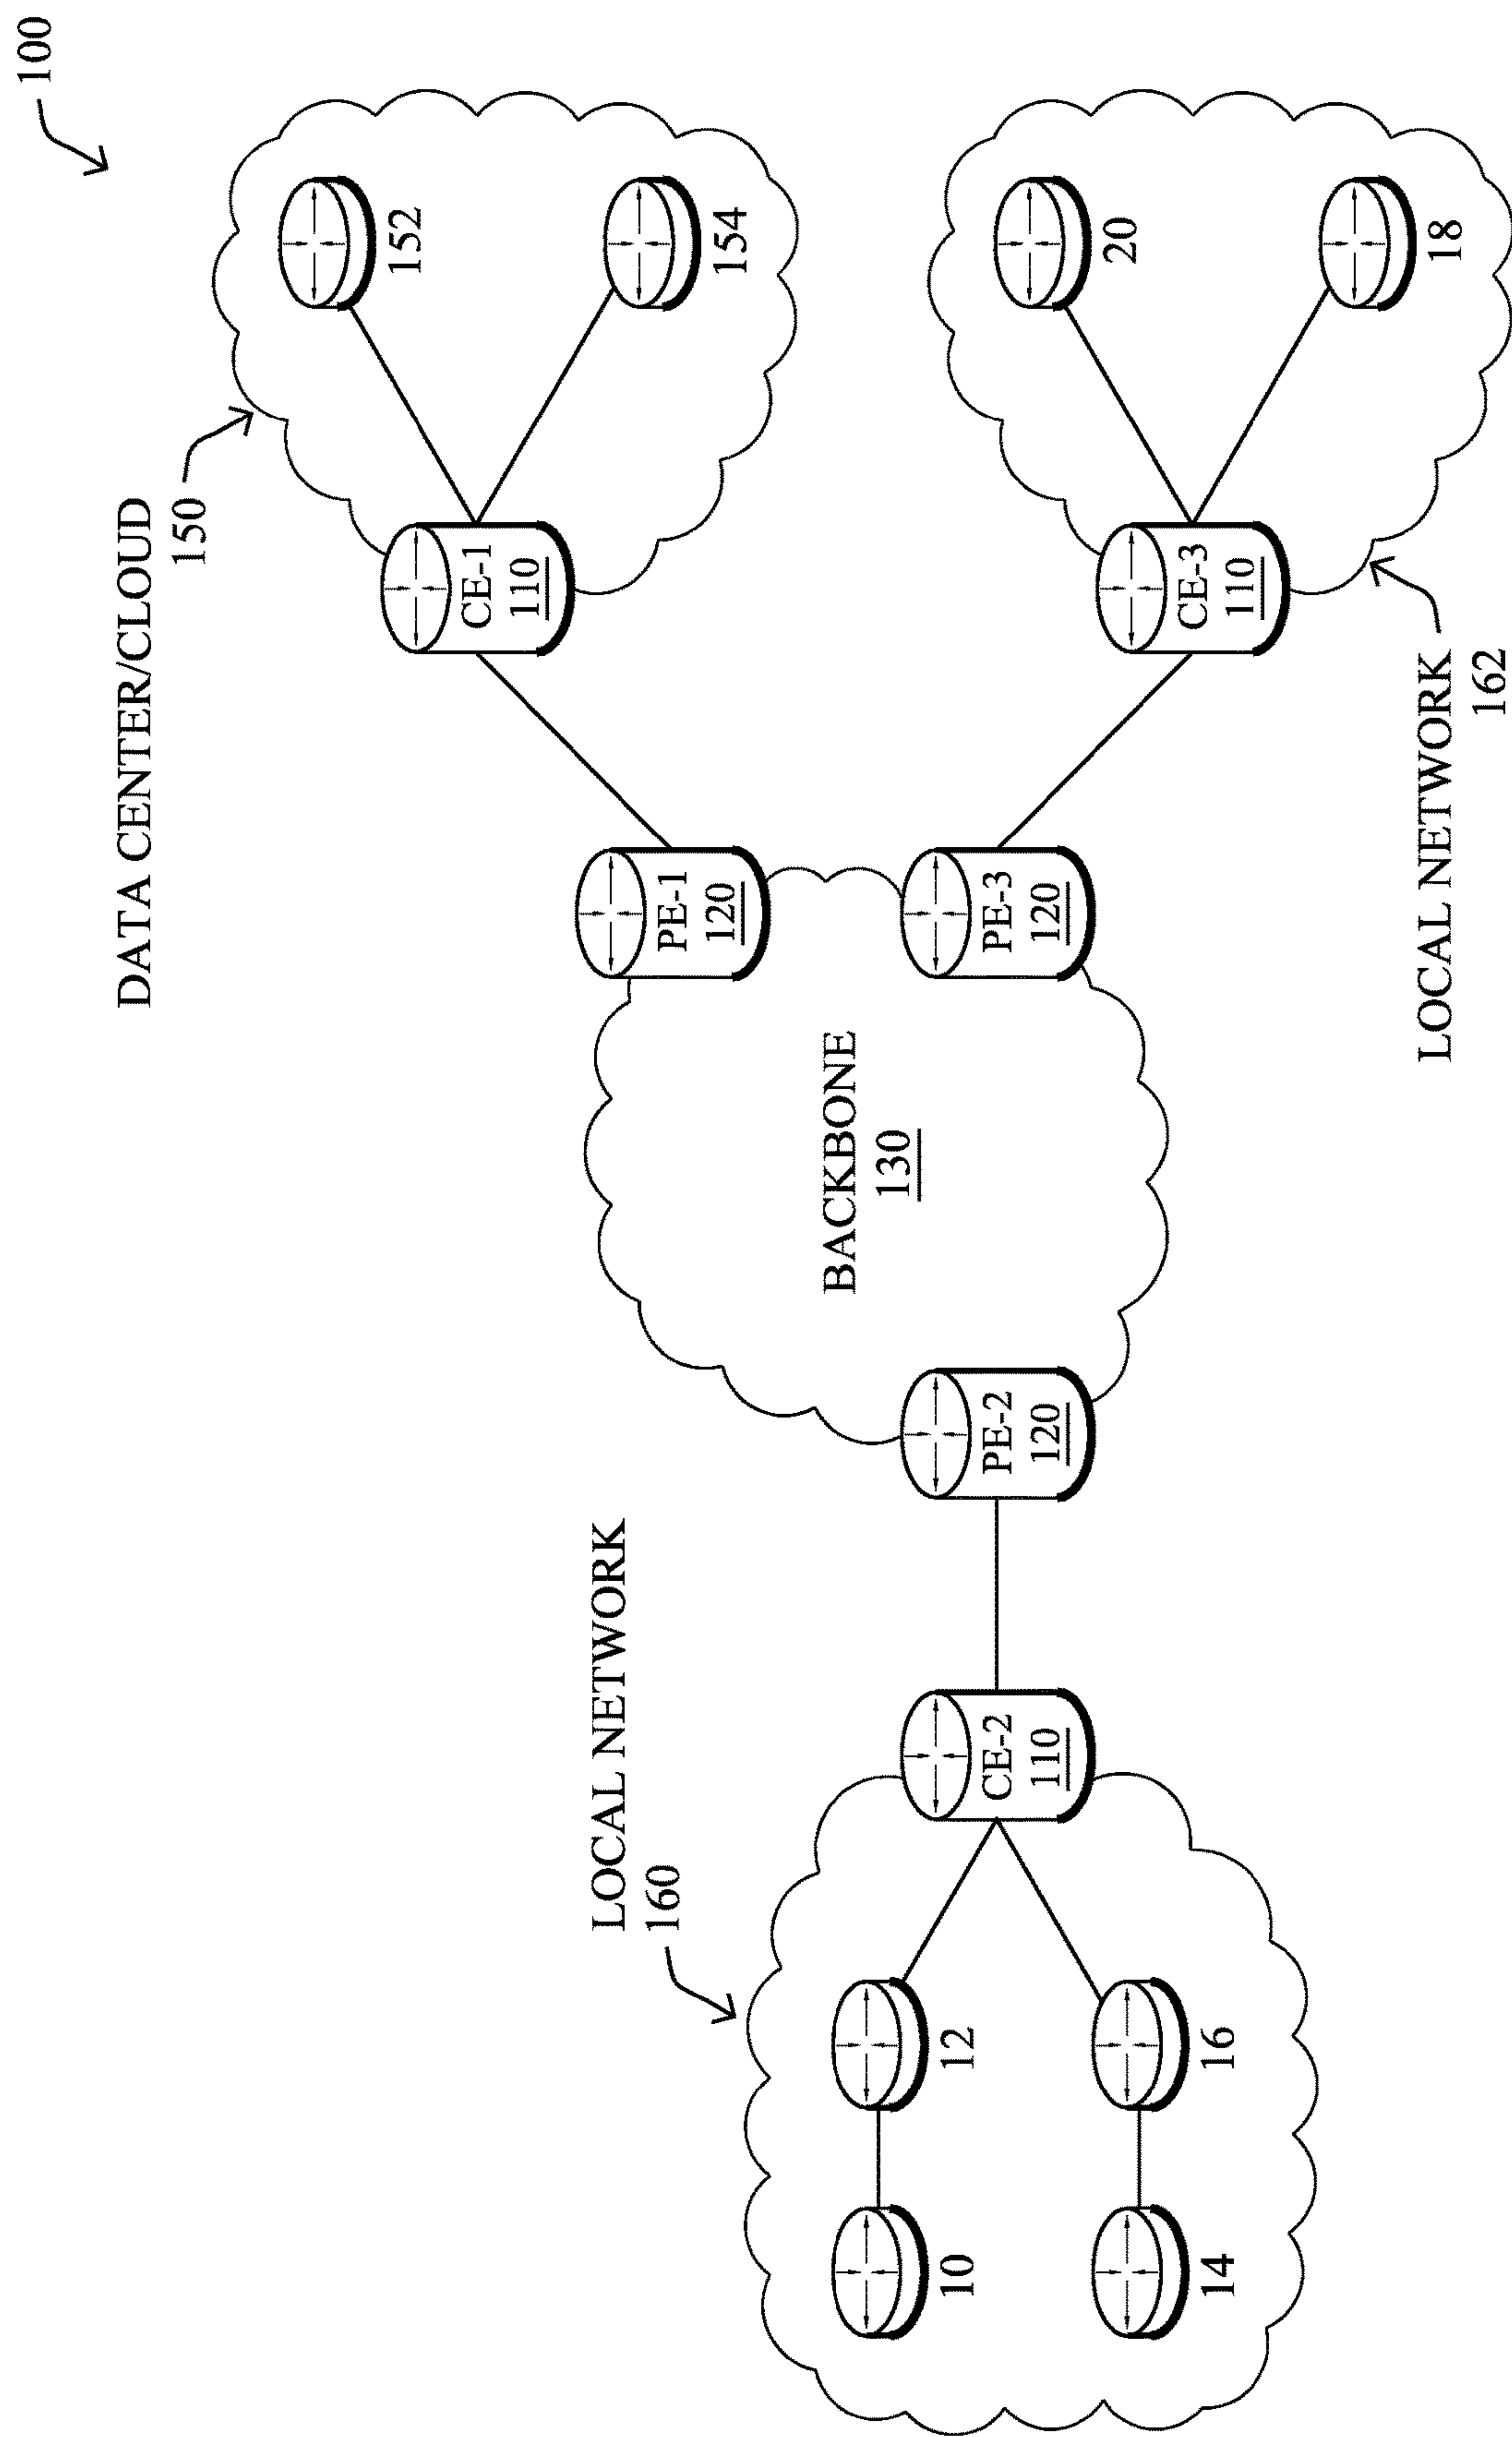 100
DATA CENTER/CLOUD
150
152
154
CE-1
110
PE-1
120
BACKBONE
130
PE-3
120
CE-3
110
20
18
LOCAL NETWORK
162
PE-2
120
LOCAL NETWORK
160
CE-2
110
12
10
16
14